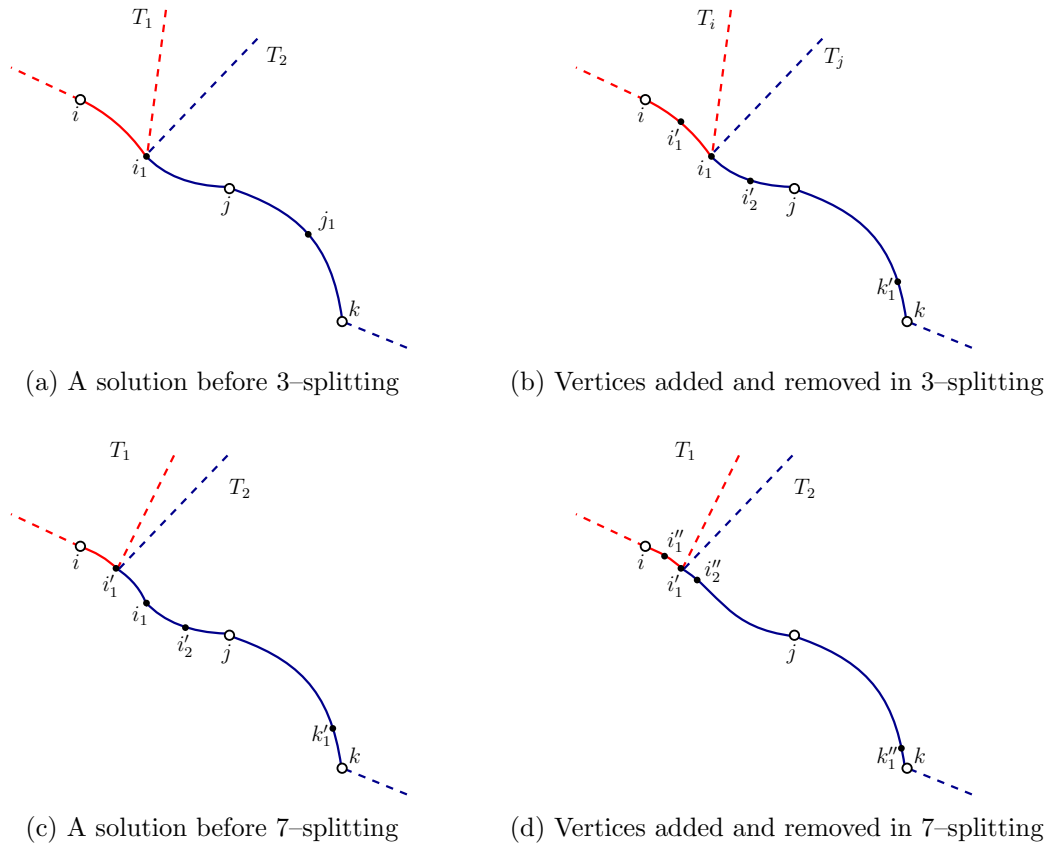 T₁
T₂
i
i₁
j
j₁
k
(a) A solution before 3–splitting
Tᵢ
Tⱼ
i
i′₁
i₁
i′₂
j
k′₁
k
(b) Vertices added and removed in 3–splitting
T₁
T₂
i
i′₁
i₁
i′₂
j
k′₁
k
(c) A solution before 7–splitting
T₁
T₂
i
i″₁
i′₁
i″₂
j
k″₁
k
(d) Vertices added and removed in 7–splitting